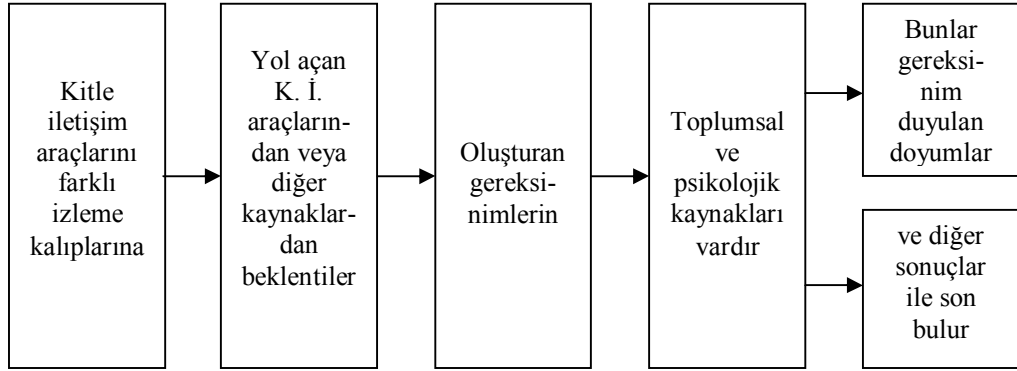 Kitle
iletişim
araçlarını
farklı
izleme
kalıplarına
Yol açan
K. İ.
araçların-
dan veya
diğer
kaynaklar-
dan
beklentiler
Oluşturan
gereksi-
nimlerin
Toplumsal
ve
psikolojik
kaynakları
vardır
Bunlar
gereksi-
nim
duyulan
doyumlar
ve diğer
sonuçlar
ile son
bulur